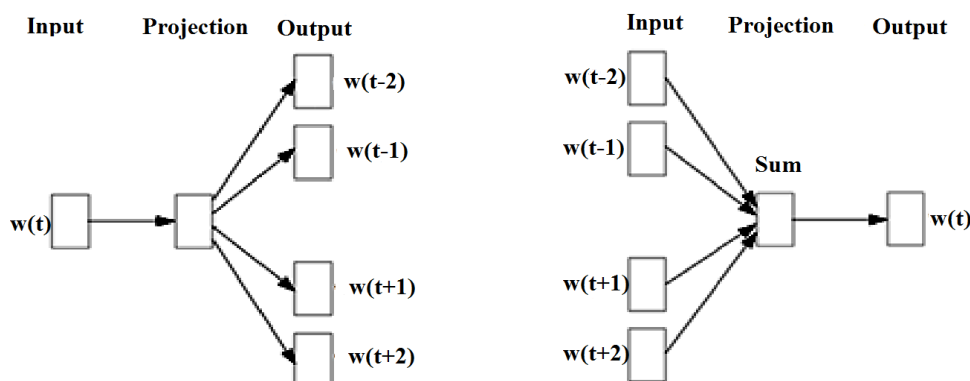 Input Projection Output
w(t-2)
w(t-1)
w(t)
w(t+1)
w(t+2)
Input Projection Output
w(t-2)
w(t-1)
Sum
w(t)
w(t+1)
w(t+2)